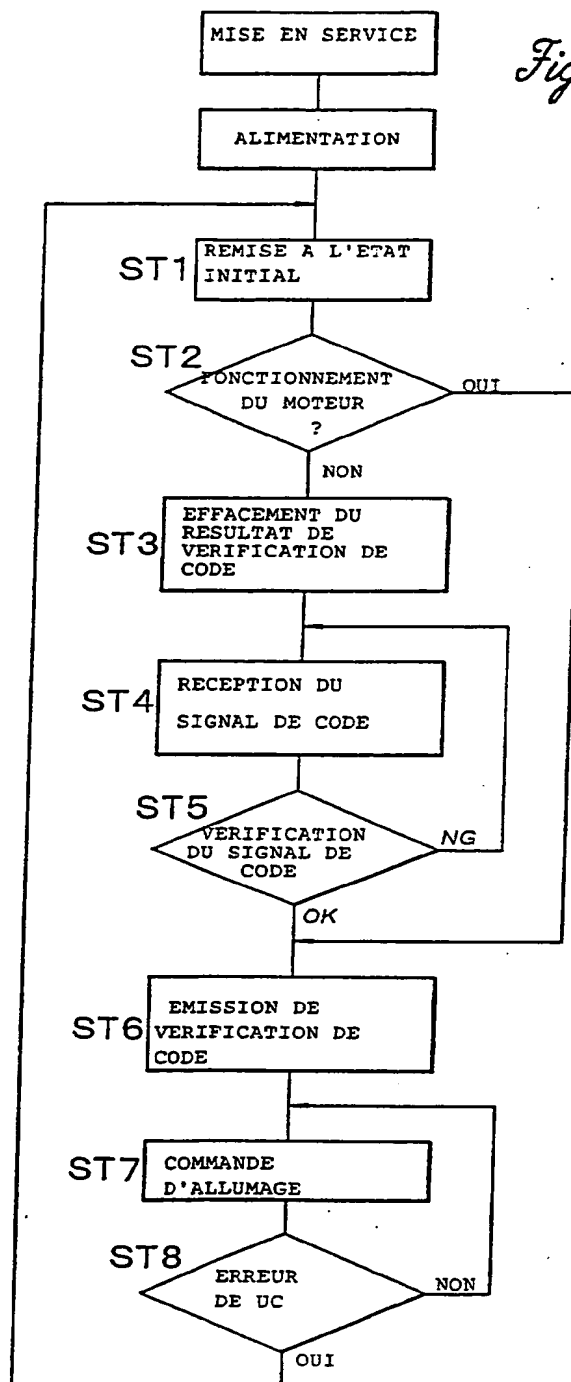 MISE EN SERVICE
Fig
ALIMENTATION
ST1
REMISE A L'ETAT
INITIAL
ST2
FONCTIONNEMENT
DU MOTEUR
?
OUI
NON
ST3
EFFACEMENT DU
RESULTAT DE
VERIFICATION DE
CODE
ST4
RECEPTION DU
SIGNAL DE CODE
ST5
VERIFICATION
DU SIGNAL DE
CODE
NG
OK
ST6
EMISSION DE
VERIFICATION DE
CODE
ST7
COMMANDE
D'ALLUMAGE
ST8
ERREUR
DE UC
NON
OUI